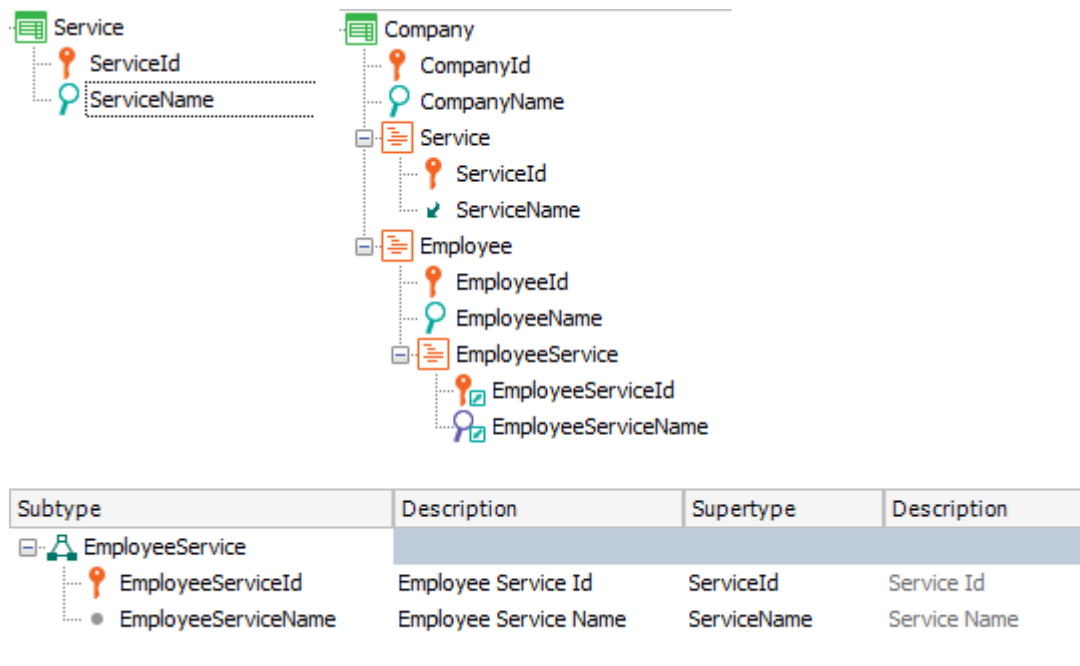 Service
ServiceId
ServiceName
Company
CompanyId
CompanyName
Service
ServiceId
ServiceName
Employee
EmployeeId
EmployeeName
EmployeeService
EmployeeServiceId
EmployeeServiceName
Subtype Description Supertype Description
EmployeeService
EmployeeServiceId Employee Service Id ServiceId Service Id
EmployeeServiceName Employee Service Name ServiceName Service Name